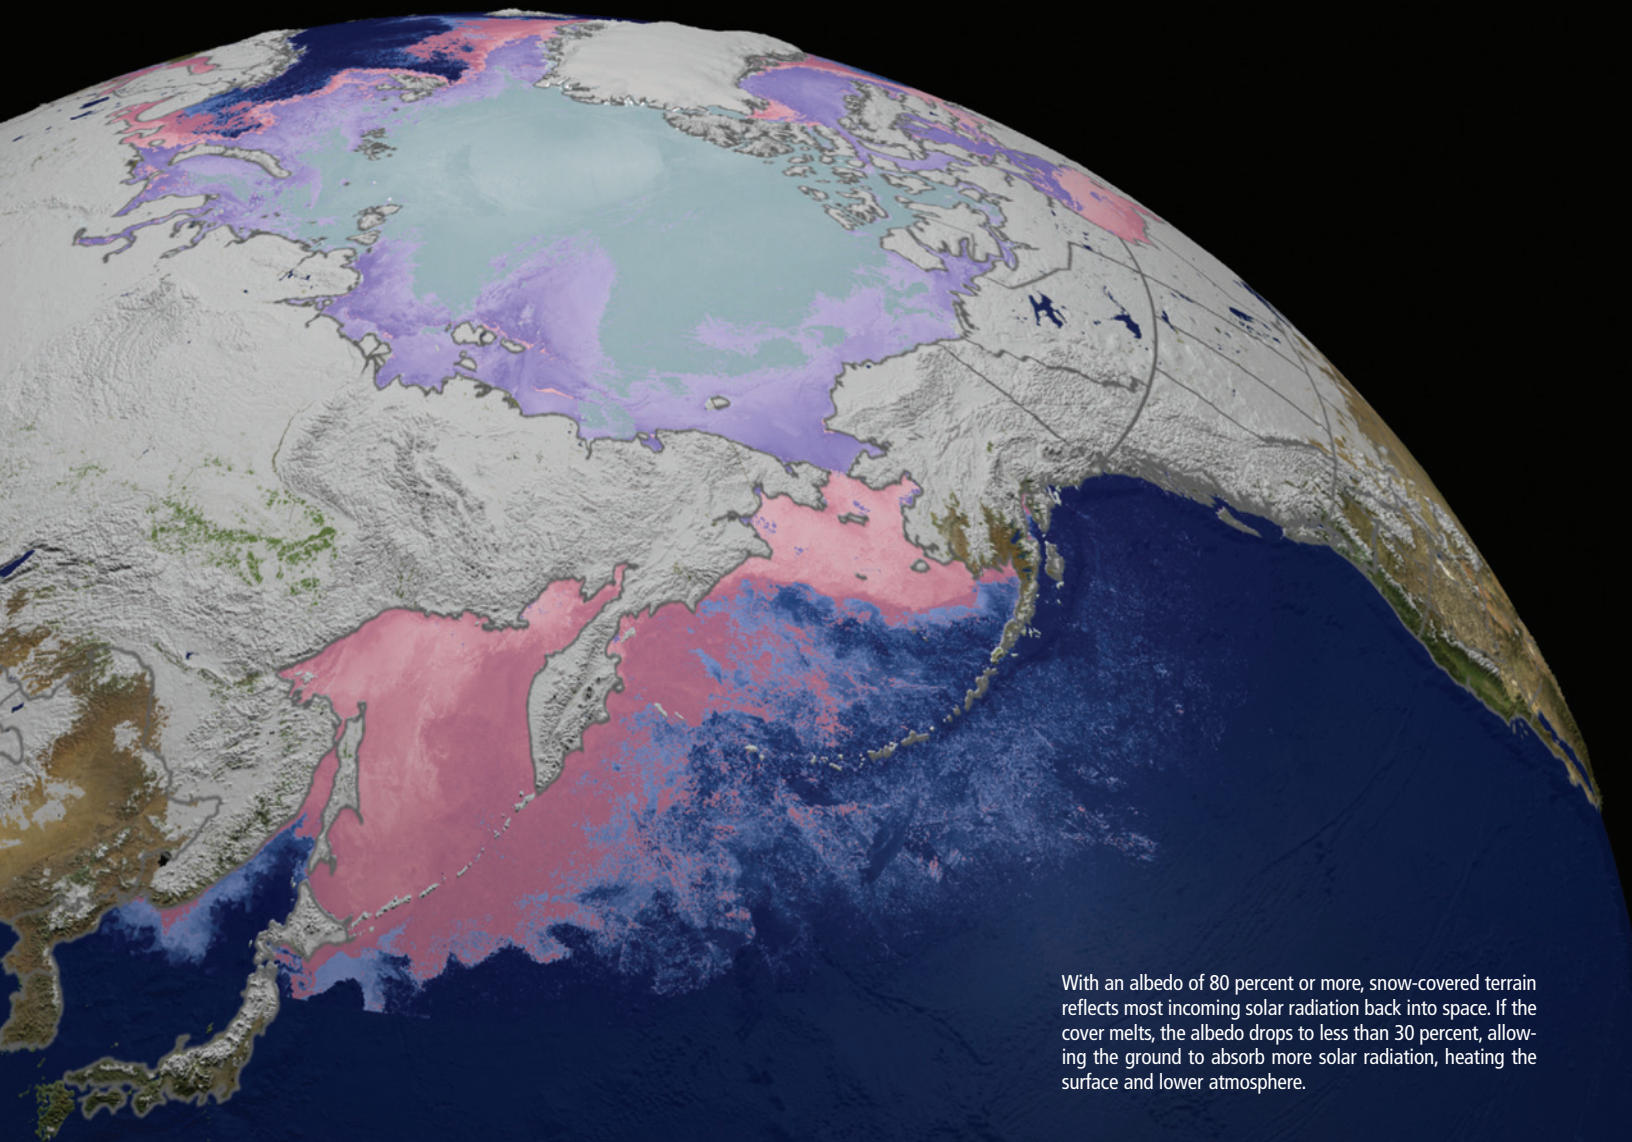 With an albedo of 80 percent or more, snow-covered terrain
reflects most incoming solar radiation back into space. If the
cover melts, the albedo drops to less than 30 percent, allow-
ing the ground to absorb more solar radiation, heating the
surface and lower atmosphere.